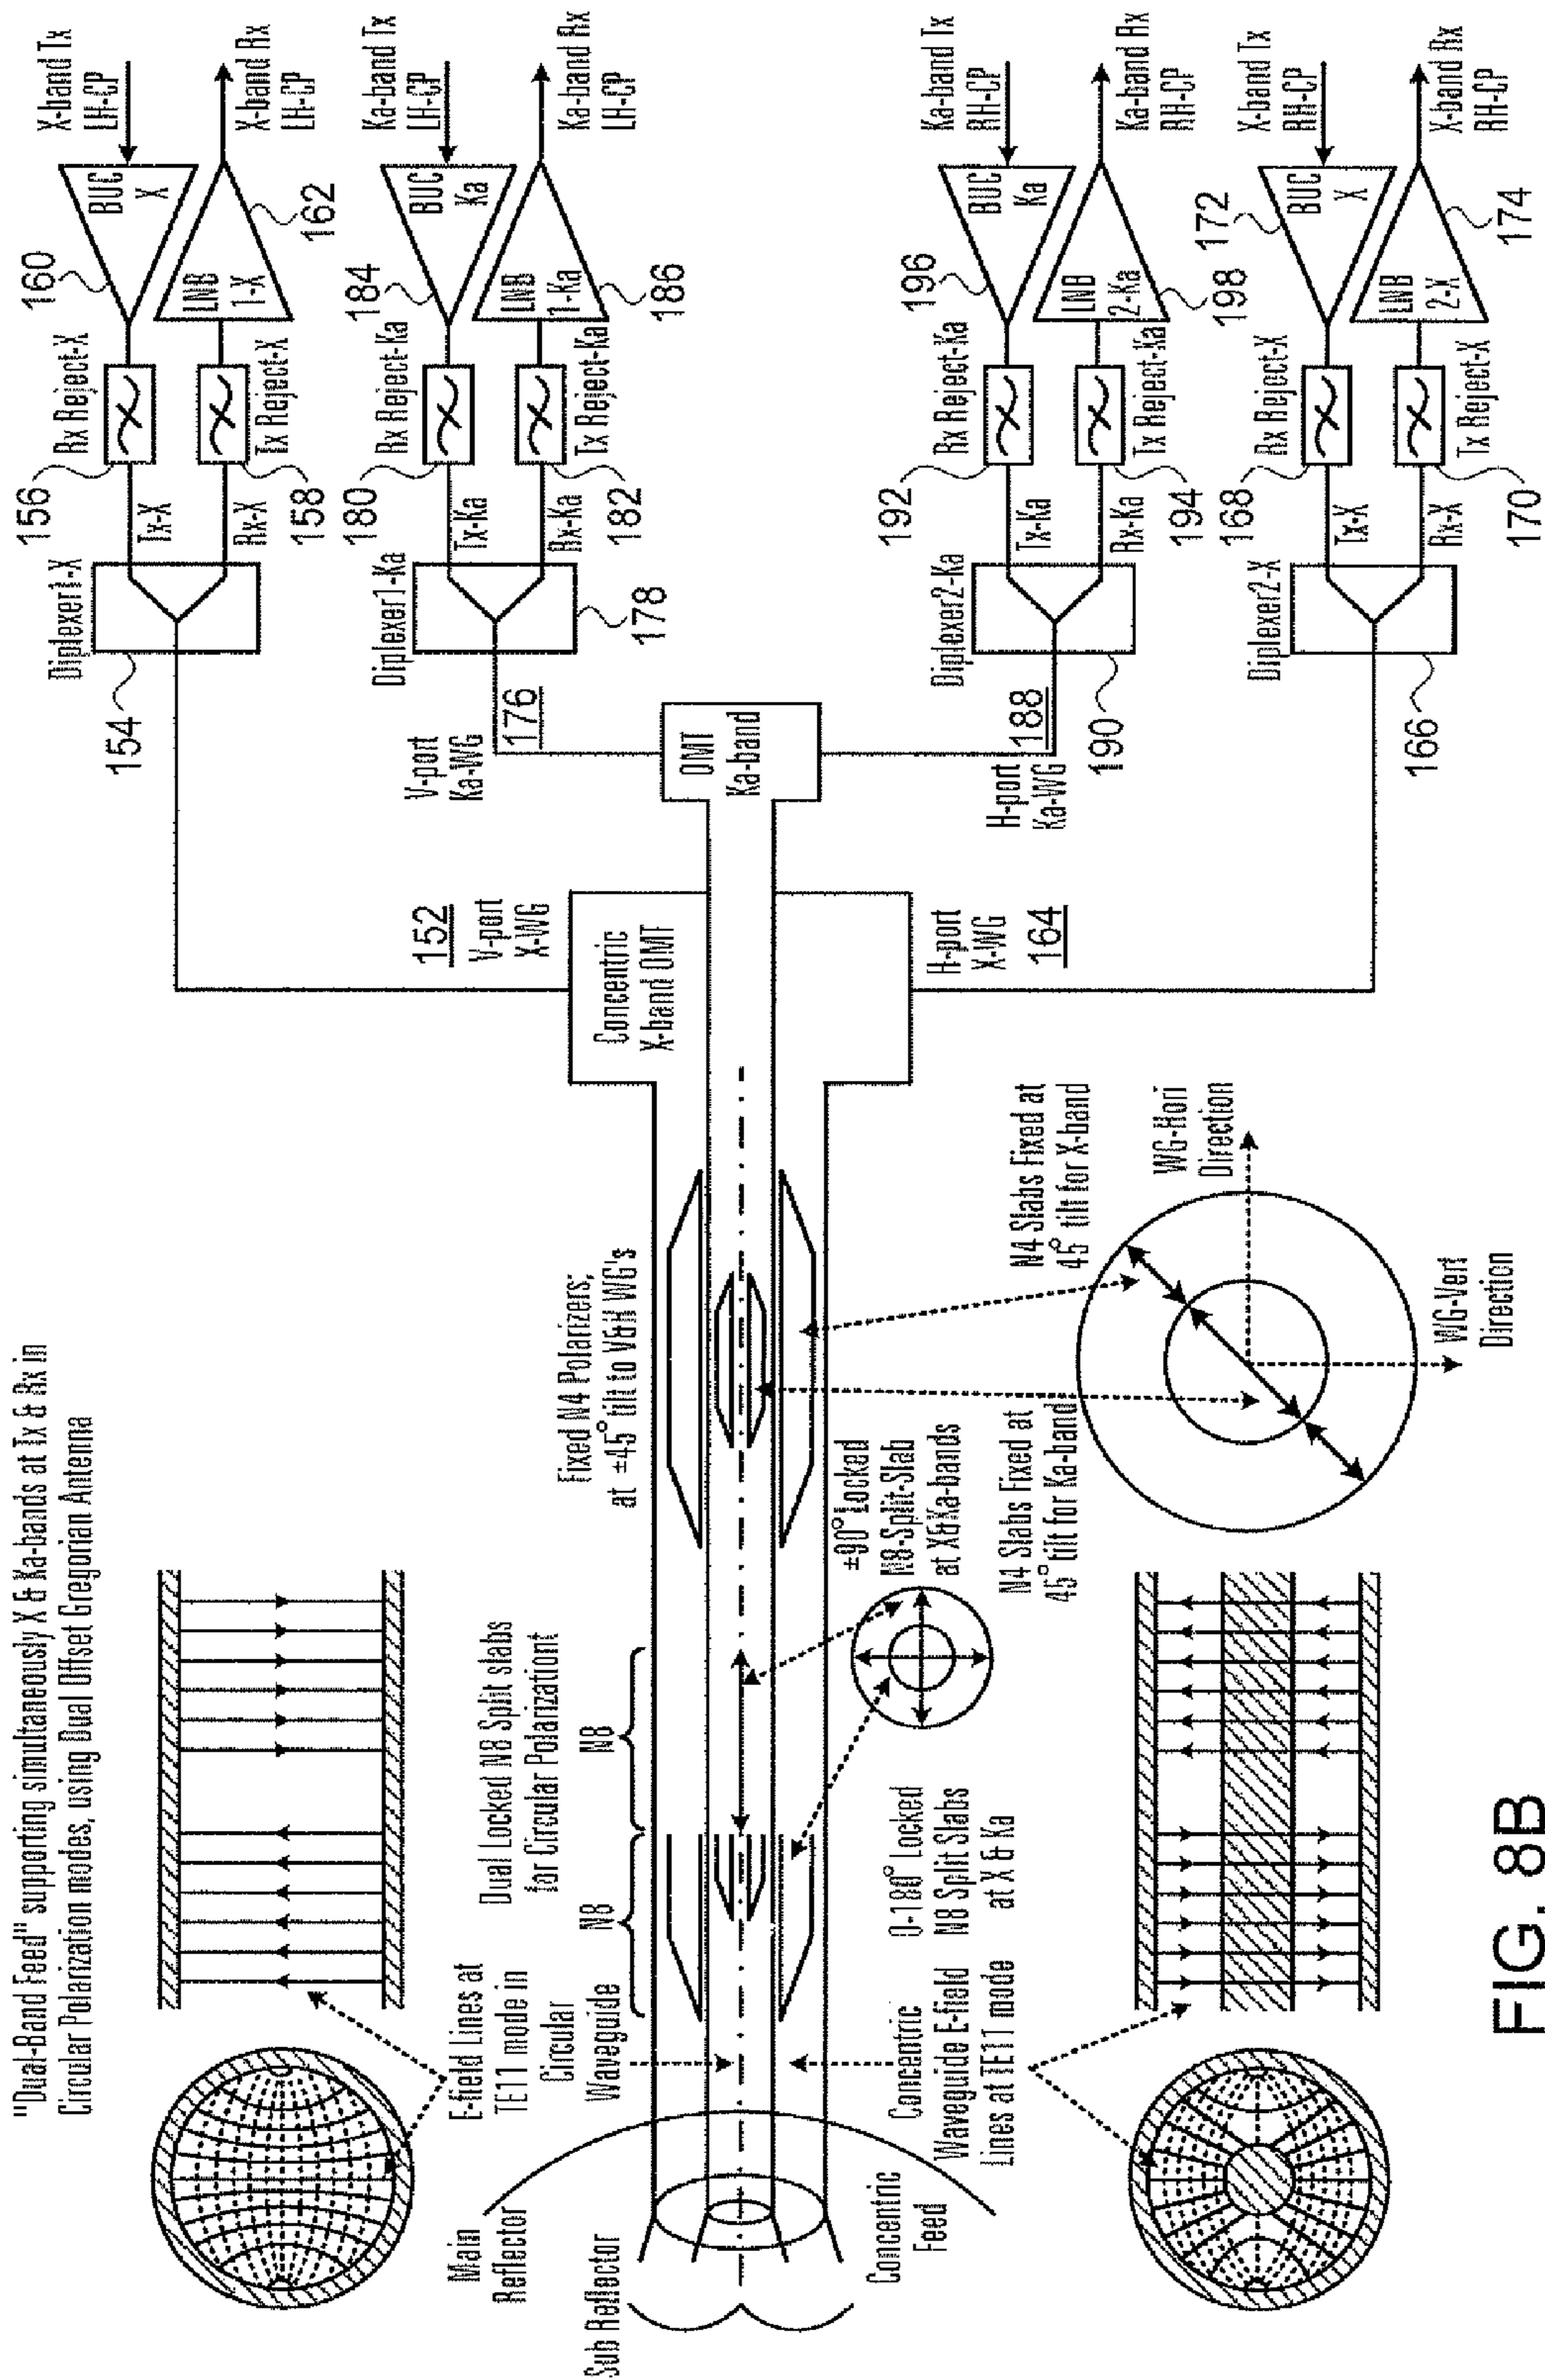 "Dual-Band Feed" supporting simultaneously X & Ka-bands at Tx & Rx in
Circular Polarization modes, using Dual Offset Gregorian Antenna
E-field Lines at
TE11 mode in
Circular
Waveguide
Main
Reflector
Sub Reflector
Concentric
Feed
Concentric
Waveguide E-field
Lines at TE11 mode
Dual Locked N8 Split slabs
for Circular Polarizationt
N8
N8
0-180° Locked
N8 Split Slabs
at X & Ka
±90° Locked
N8-Split-Slab
at X&Ka-bands
Fixed N4 Polarizers;
at ±45° tilt to V&H WG's
N4 Slabs Fixed at
45° tilt for Ka-band
N4 Slabs Fixed at
45° tilt for X-band
WG-Hori
Direction
WG-Vert
Direction
Concentric
X-band OMT
152
V-port
X-WG
H-port
X-WG
164
OMT
Ka-band
V-port
Ka-WG
176
H-port
Ka-WG
188
Diplexer1-X
154
Tx-X
Rx-X
156
Rx Reject-X
158
Tx Reject-X
160
BUC
X
LNB
1-X
162
X-band Tx
LH-CP
X-band Rx
LH-CP
Diplexer1-Ka
178
Tx-Ka
Rx-Ka
180
Rx Reject-Ka
182
Tx Reject-Ka
184
BUC
Ka
LNB
1-Ka
186
Ka-band Tx
LH-CP
Ka-band Rx
LH-CP
Diplexer2-Ka
190
Tx-Ka
Rx-Ka
192
Rx Reject-Ka
194
Tx Reject-Ka
196
BUC
Ka
LNB
2-Ka
198
Ka-band Tx
RH-CP
Ka-band Rx
RH-CP
Diplexer2-X
166
Tx-X
Rx-X
168
Rx Reject-X
170
Tx Reject-X
172
BUC
X
LNB
2-X
174
X-band Tx
RH-CP
X-band Rx
RH-CP
FIG. 8B